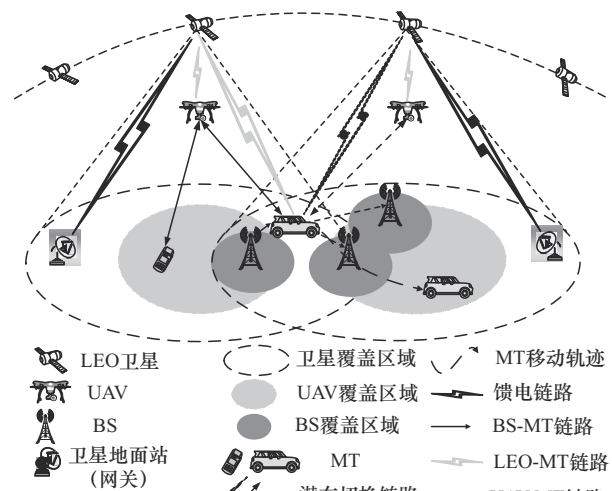 LEO卫星
卫星覆盖区域
MT移动轨迹
UAV
UAV覆盖区域
馈电链路
BS
BS覆盖区域
BS-MT链路
卫星地面站
(网关)
MT
LEO-MT链路